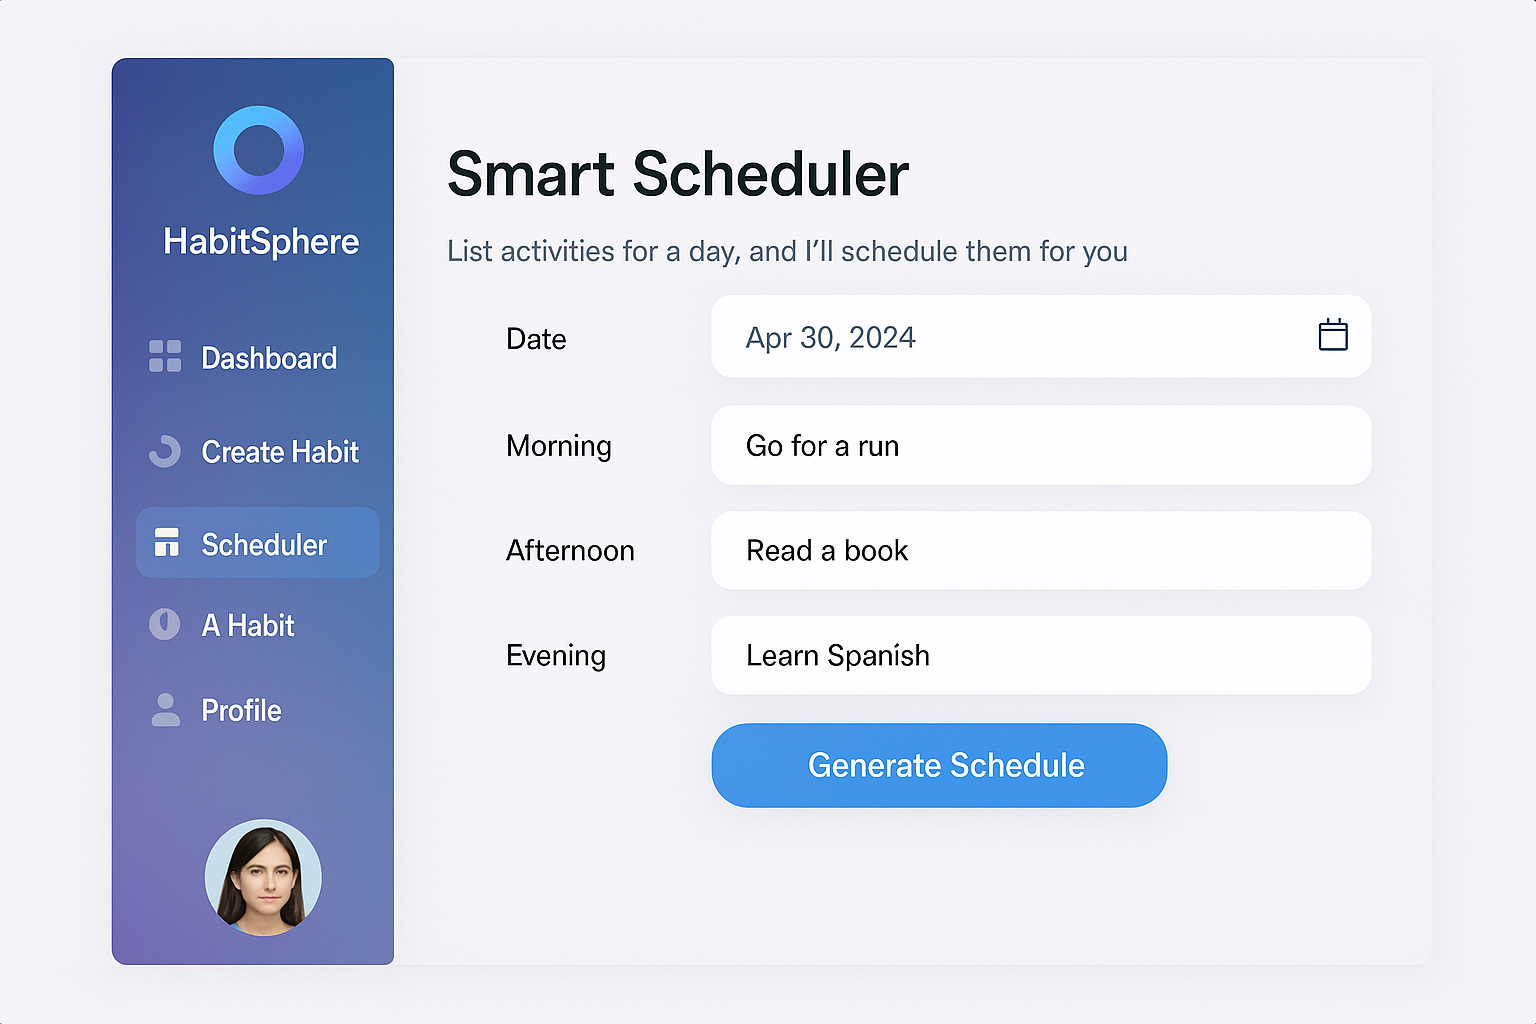 HabitSphere
Dashboard
Create Habit
Scheduler
A Habit
Profile
Smart Scheduler
List activities for a day, and I’ll schedule them for you
Date
Apr 30, 2024
Morning
Go for a run
Afternoon
Read a book
Evening
Learn Spanísh
Generate Schedule